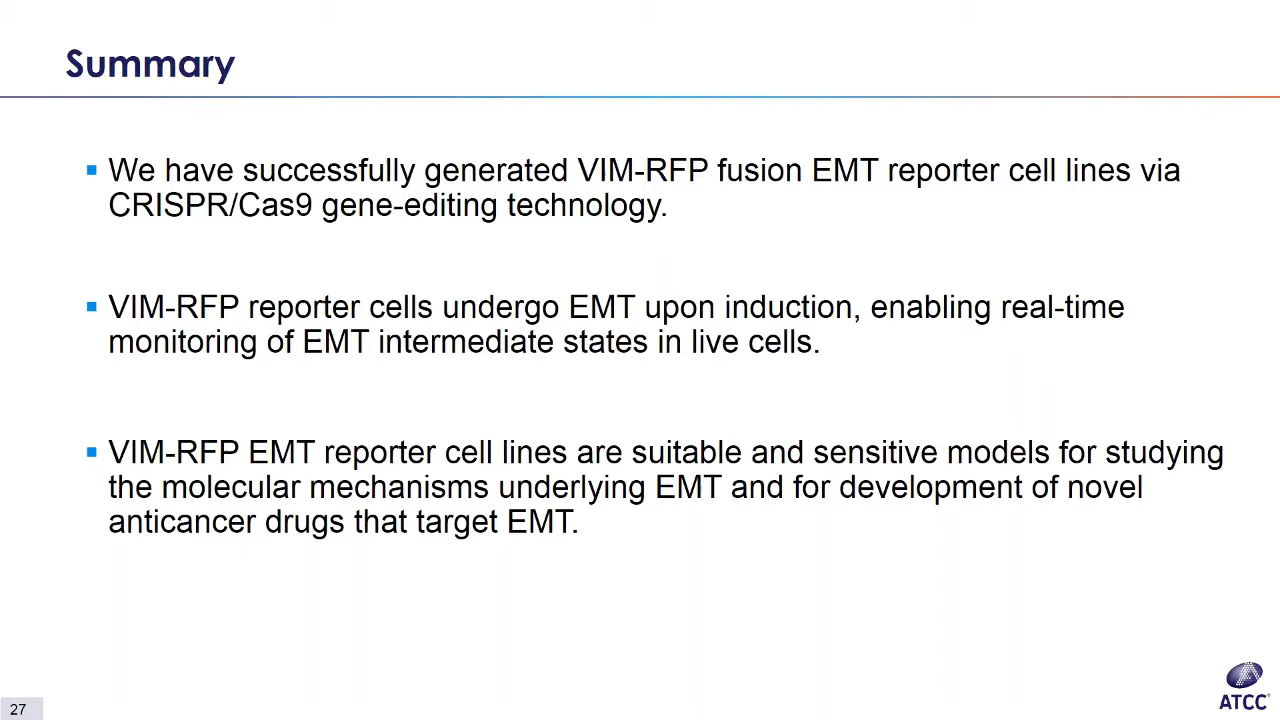 Summary
▪ We have successfully generated VIM-RFP fusion EMT reporter cell lines via
CRISPR/Cas9 gene-editing technology.
▪ VIM-RFP reporter cells undergo EMT upon induction, enabling real-time
monitoring of EMT intermediate states in live cells.
▪ VIM-RFP EMT reporter cell lines are suitable and sensitive models for studying
the molecular mechanisms underlying EMT and for development of novel
anticancer drugs that target EMT.
27
ATCC®